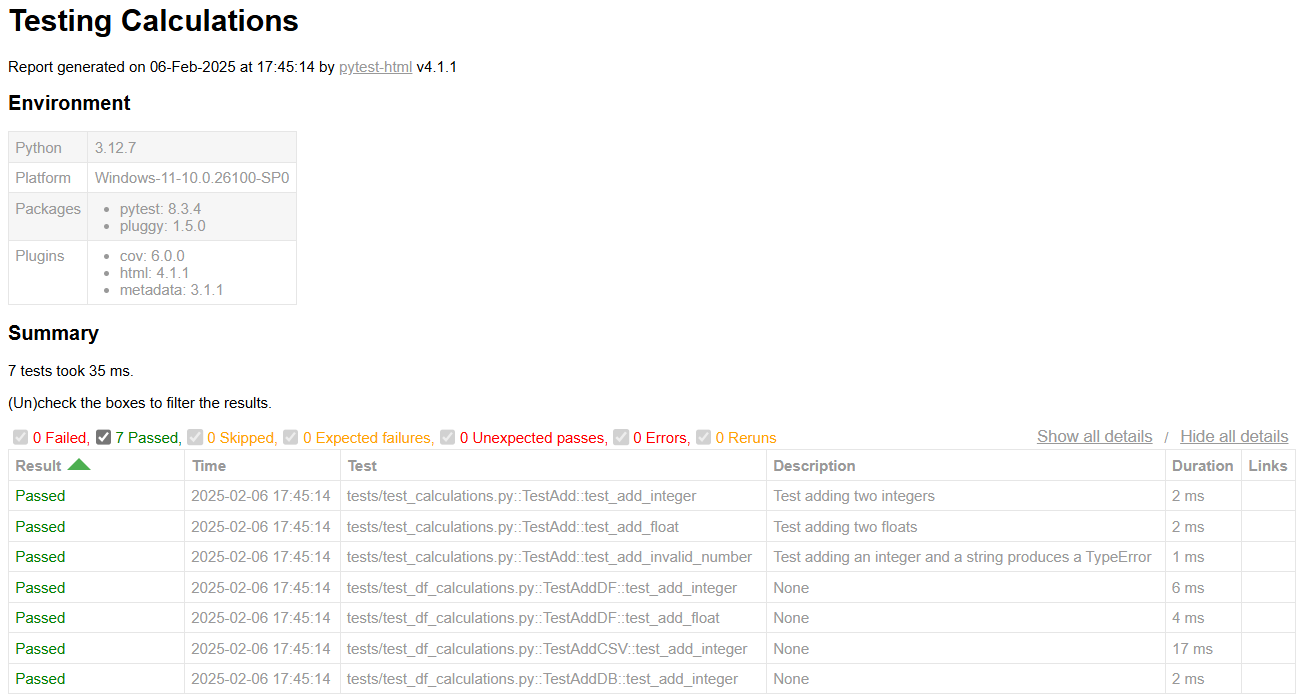 Testing Calculations
Report generated on 06-Feb-2025 at 17:45:14 by pytest-html v4.1.1
Environment
Python 3.12.7
Platform Windows-11-10.0.26100-SP0
Packages • pytest: 8.3.4
• pluggy: 1.5.0
Plugins • cov: 6.0.0
• html: 4.1.1
• metadata: 3.1.1
Summary
7 tests took 35 ms.
(Un)check the boxes to filter the results.
0 Failed, 7 Passed, 0 Skipped, 0 Expected failures, 0 Unexpected passes, 0 Errors, 0 Reruns Show all details / Hide all details
Result Time Test Description Duration Links
Passed 2025-02-06 17:45:14 tests/test_calculations.py::TestAdd::test_add_integer Test adding two integers 2 ms
Passed 2025-02-06 17:45:14 tests/test_calculations.py::TestAdd::test_add_float Test adding two floats 2 ms
Passed 2025-02-06 17:45:14 tests/test_calculations.py::TestAdd::test_add_invalid_number Test adding an integer and a string produces a TypeError 1 ms
Passed 2025-02-06 17:45:14 tests/test_df_calculations.py::TestAddDF::test_add_integer None 6 ms
Passed 2025-02-06 17:45:14 tests/test_df_calculations.py::TestAddDF::test_add_float None 4 ms
Passed 2025-02-06 17:45:14 tests/test_df_calculations.py::TestAddCSV::test_add_integer None 17 ms
Passed 2025-02-06 17:45:14 tests/test_df_calculations.py::TestAddDB::test_add_integer None 2 ms